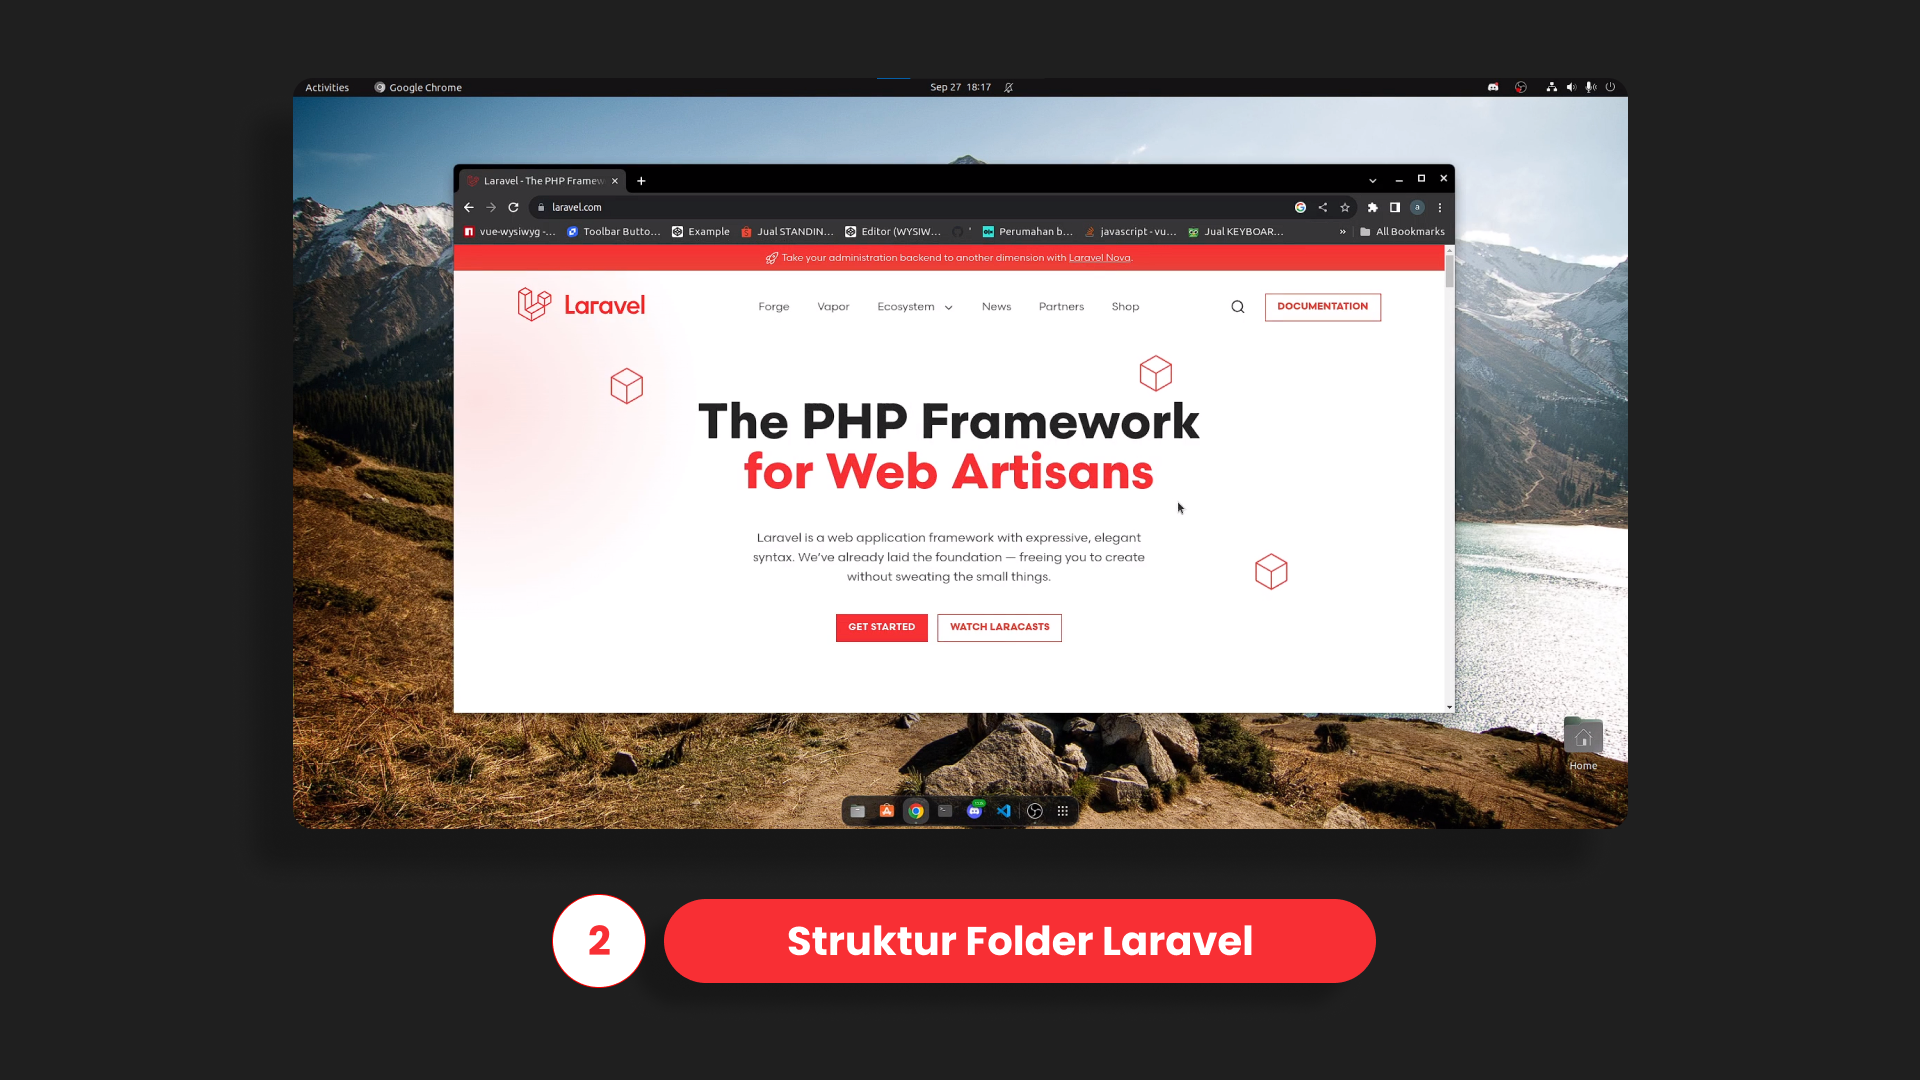 Activities
Google Chrome
Sep 27 18:17
Laravel - The PHP Framew
laravel.com
a
vue-wysiwyg -...
Toolbar Butto...
Example
Jual STANDIN...
Editor (WYSIW...
'
Perumahan b...
javascript - vu...
Jual KEYBOAR...
»
All Bookmarks
Take your administration backend to another dimension with Laravel Nova.
Laravel
Forge
Vapor
Ecosystem
News
Partners
Shop
DOCUMENTATION
The PHP Framework
for Web Artisans
Laravel is a web application framework with expressive, elegant
syntax. We've already laid the foundation — freeing you to create
without sweating the small things.
GET STARTED
WATCH LARACASTS
Home
2
Struktur Folder Laravel